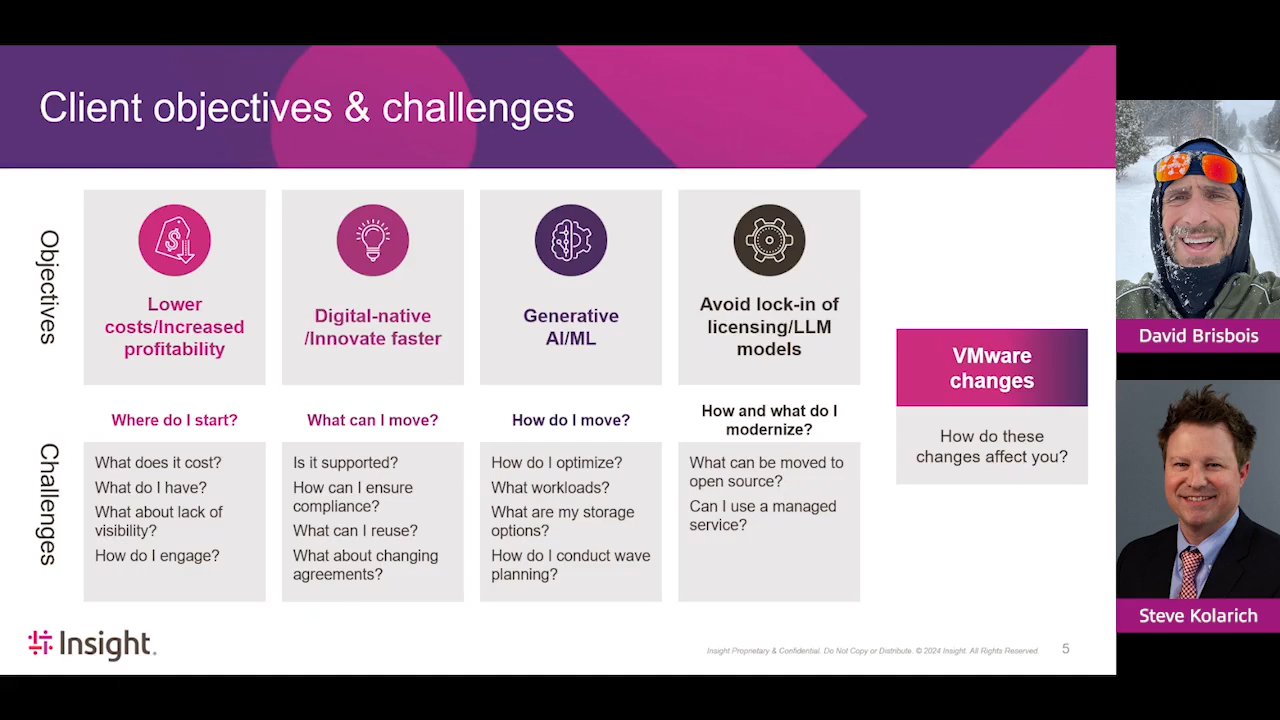 Client objectives & challenges
Objectives
Lower
costs/Increased
profitability
Digital-native
/Innovate faster
Generative
AI/ML
Avoid lock-in of
licensing/LLM
models
VMware
changes
How do these
changes affect you?
Challenges
Where do I start?
What does it cost?
What do I have?
What about lack of
visibility?
How do I engage?
What can I move?
Is it supported?
How can I ensure
compliance?
What can I reuse?
What about changing
agreements?
How do I move?
How do I optimize?
What workloads?
What are my storage
options?
How do I conduct wave
planning?
How and what do I
modernize?
What can be moved to
open source?
Can I use a managed
service?
Insight.
Insight Proprietary & Confidential. Do Not Copy or Distribute. © 2024 Insight. All Rights Reserved.
5
David Brisbois
Steve Kolarich